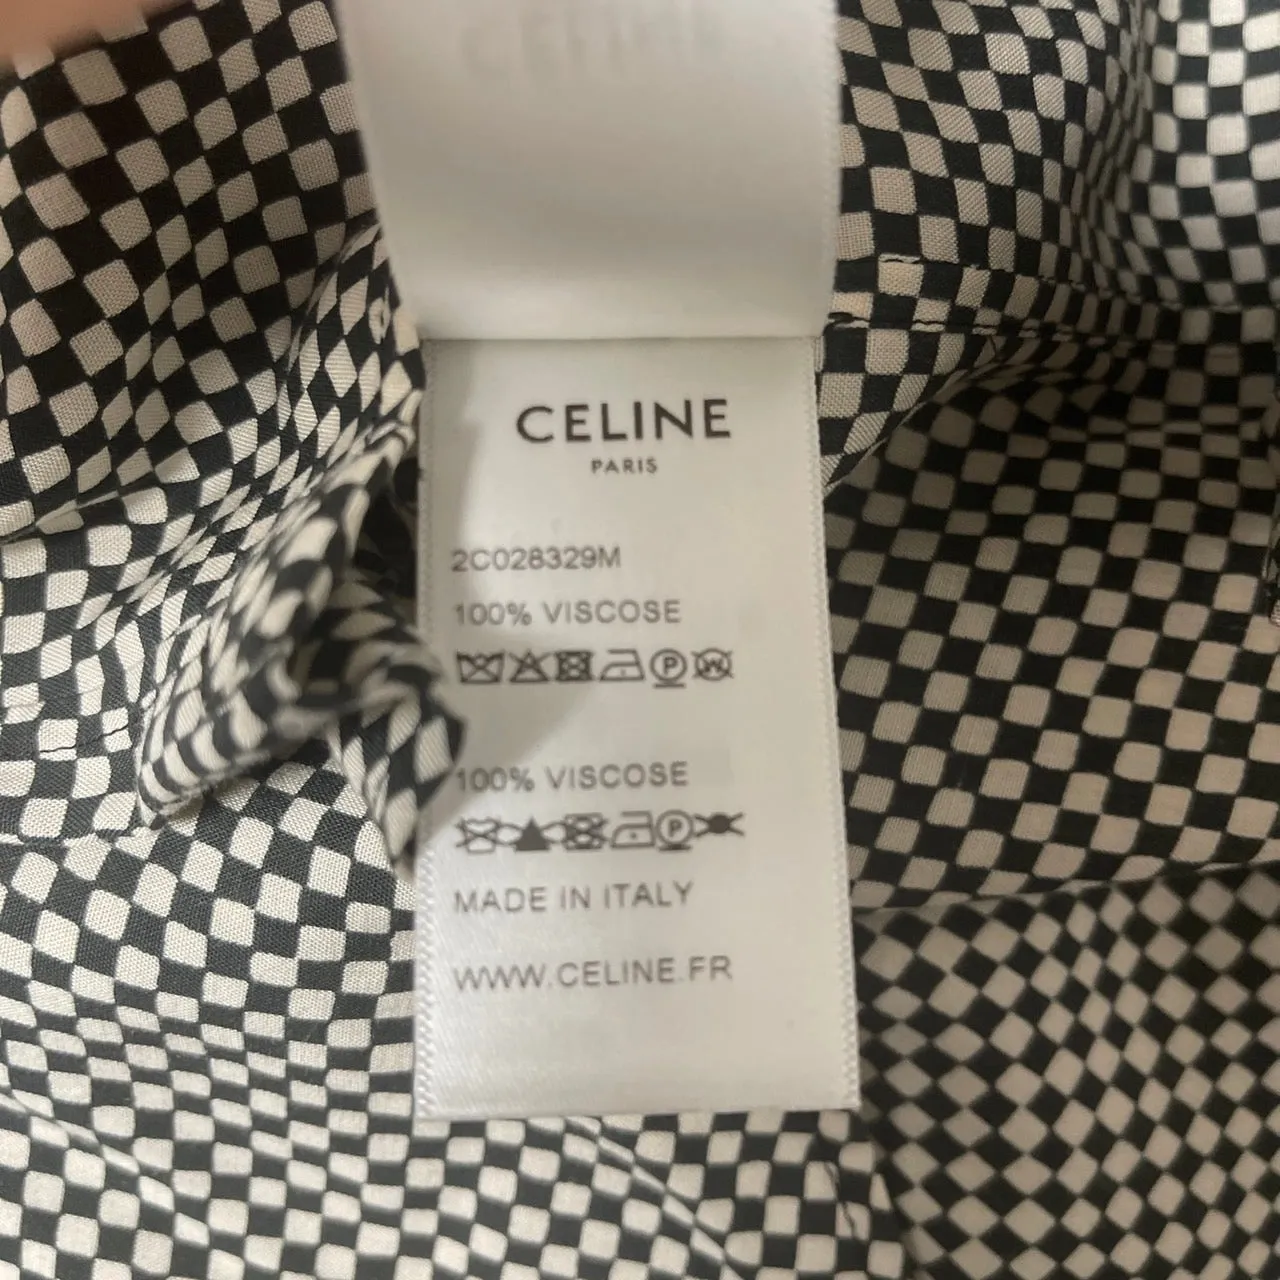 CELINE
PARIS
2C028329M
100% VISCOSE
P W
100% VISCOSE
P
MADE IN ITALY
WWW.CELINE.FR